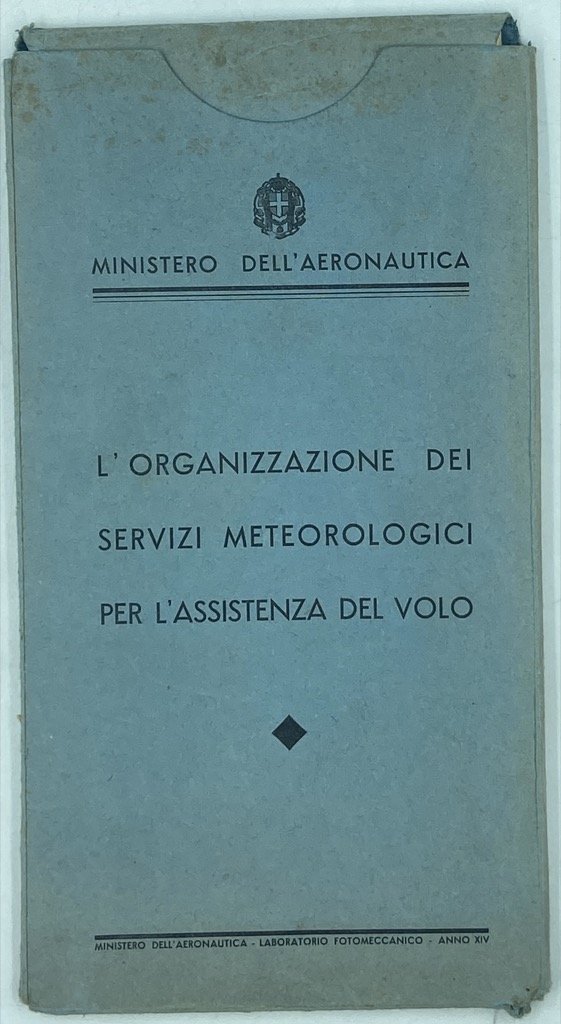 MINISTERO DELL'AERONAUTICA
L'ORGANIZZAZIONE DEI
SERVIZI METEOROLOGICI
PER L'ASSISTENZA DEL VOLO
MINISTERO DELL'AERONAUTICA - LABORATORIO FOTOMECCANICO - ANNO XIV